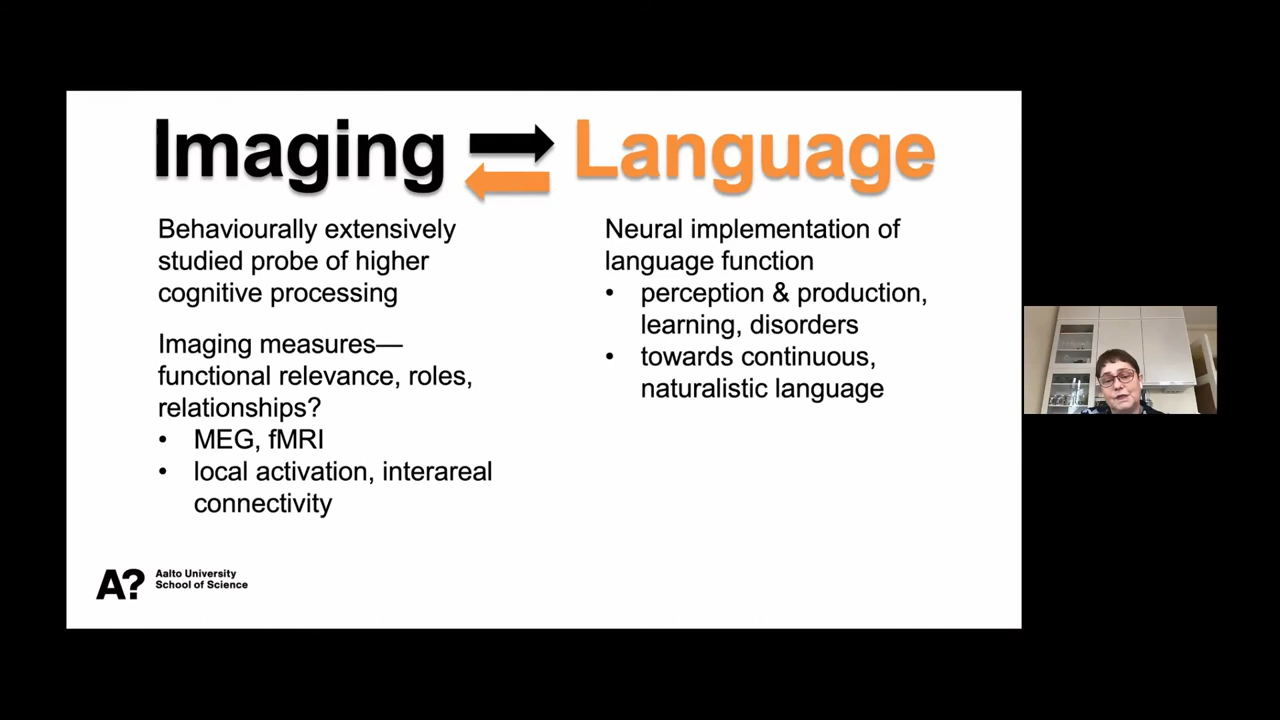 Imaging
Language
Behaviourally extensively
studied probe of higher
cognitive processing
Imaging measures—
functional relevance, roles,
relationships?
• MEG, fMRI
• local activation, interareal
connectivity
Neural implementation of
language function
• perception & production,
learning, disorders
• towards continuous,
naturalistic language
A?
Aalto University
School of Science